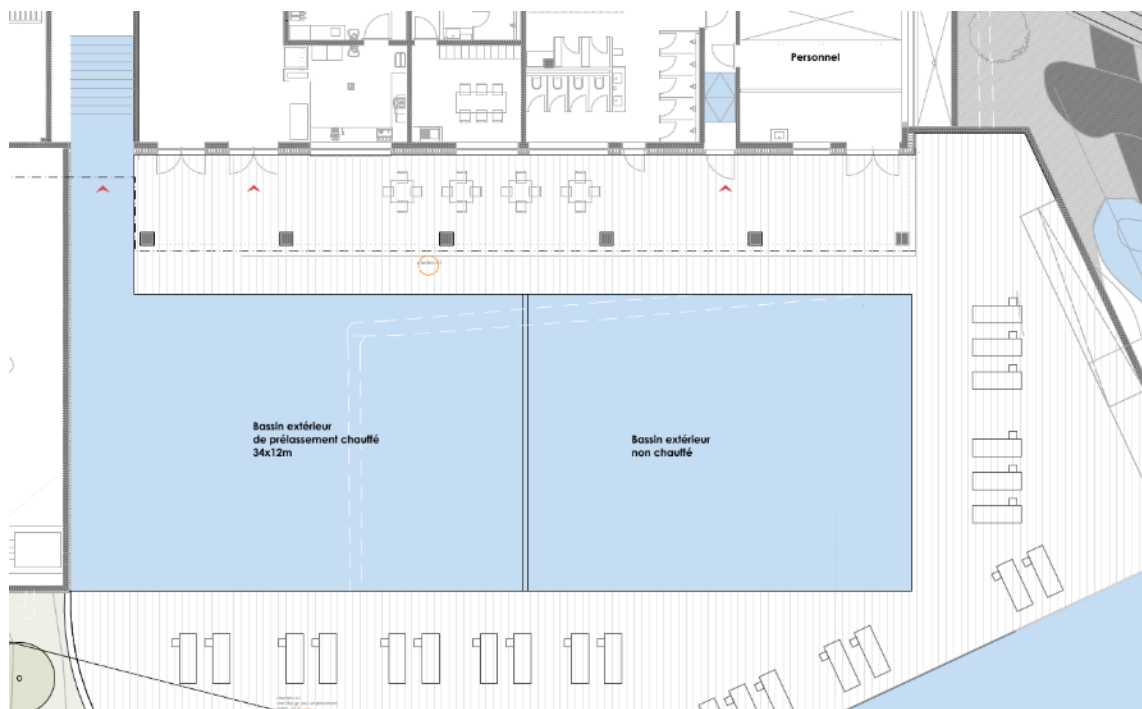 Personnel
Bassin extérieur
de prélassement chauffé
34x12m
Bassin extérieur
non chauffé